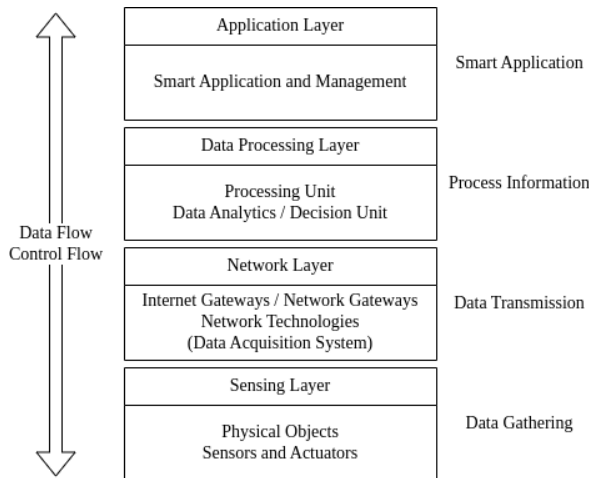 Application Layer
Smart Application and Management
Smart Application
Data Processing Layer
Processing Unit
Data Analytics / Decision Unit
Process Information
Data Flow
Control Flow
Network Layer
Internet Gateways / Network Gateways
Network Technologies
(Data Acquisition System)
Data Transmission
Sensing Layer
Physical Objects
Sensors and Actuators
Data Gathering